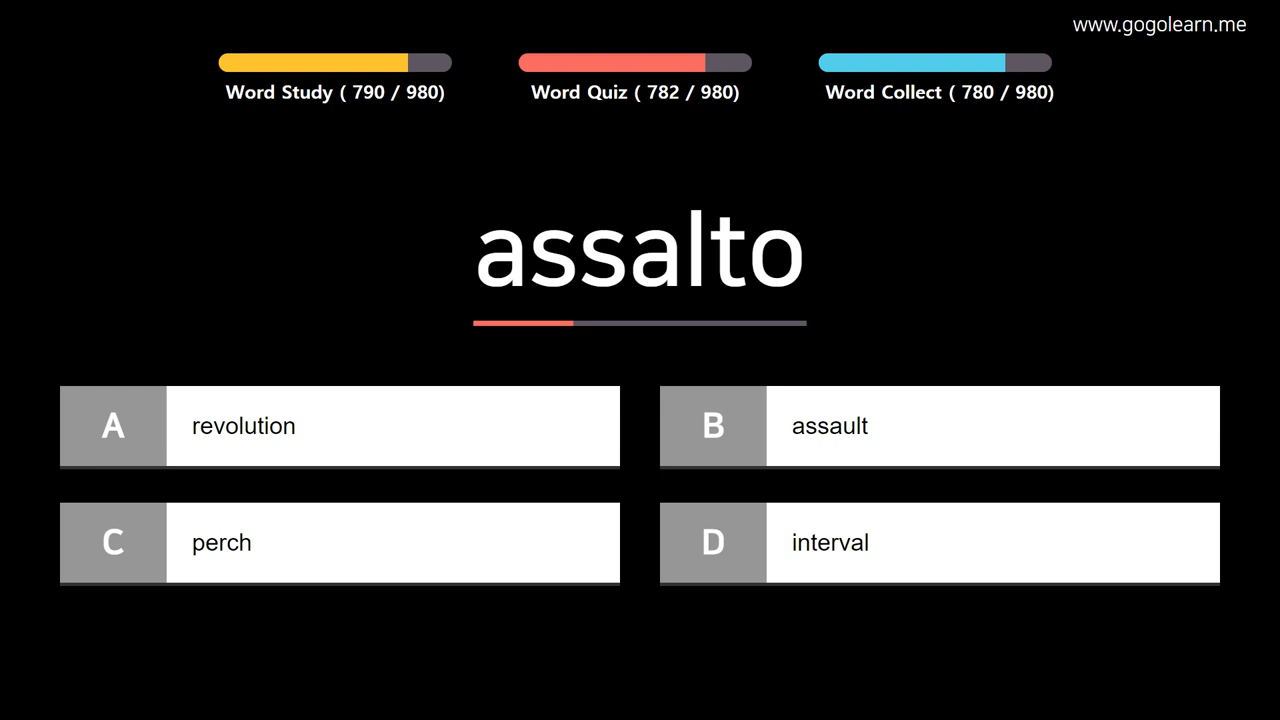 www.gogolearn.me
Word Study ( 790 / 980)
Word Quiz ( 782 / 980)
Word Collect ( 780 / 980)
assalto
A revolution
B assault
C perch
D interval